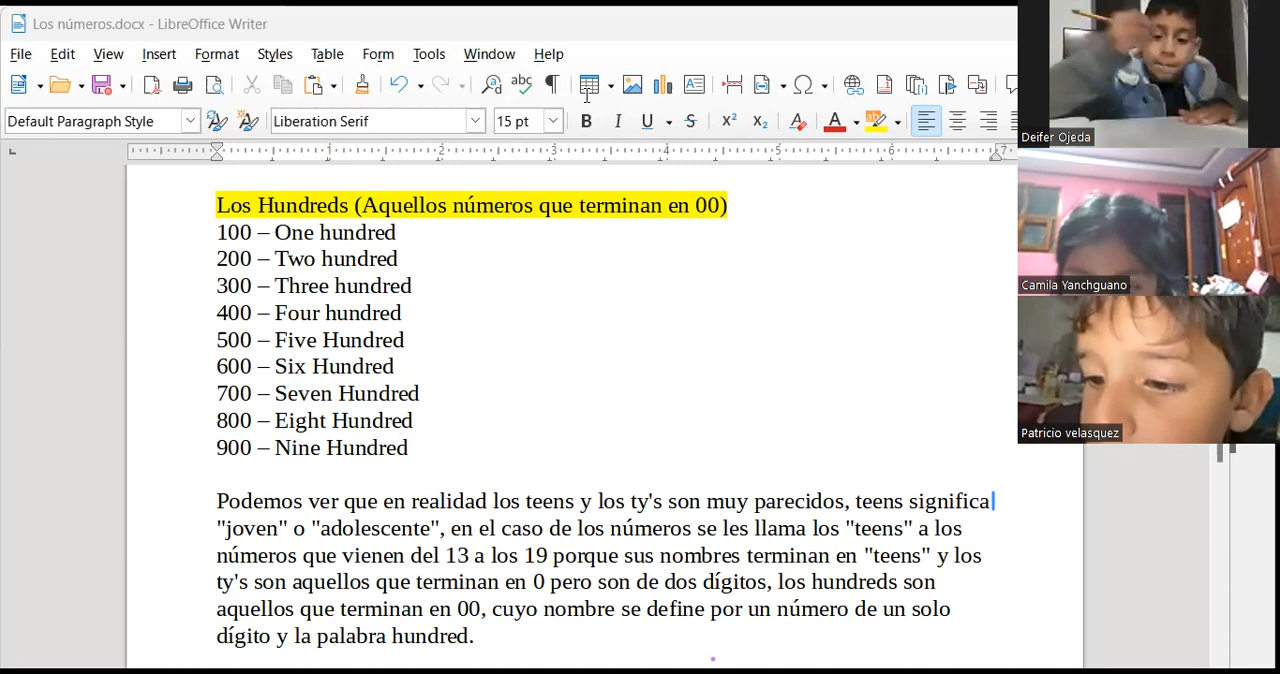 Los números.docx - LibreOffice Writer
File Edit View Insert Format Styles Table Form Tools Window Help
Default Paragraph Style Liberation Serif 15 pt
1 2 3 4 5 6 7
Los Hundreds (Aquellos números que terminan en 00)
100 – One hundred
200 – Two hundred
300 – Three hundred
400 – Four hundred
500 – Five Hundred
600 – Six Hundred
700 – Seven Hundred
800 – Eight Hundred
900 – Nine Hundred
Podemos ver que en realidad los teens y los ty's son muy parecidos, teens significa
"joven" o "adolescente", en el caso de los números se les llama los "teens" a los
números que vienen del 13 a los 19 porque sus nombres terminan en "teens" y los
ty's son aquellos que terminan en 0 pero son de dos dígitos, los hundreds son
aquellos que terminan en 00, cuyo nombre se define por un número de un solo
dígito y la palabra hundred.
Deifer Ojeda
Camila Yanchguano
Patricio velasquez